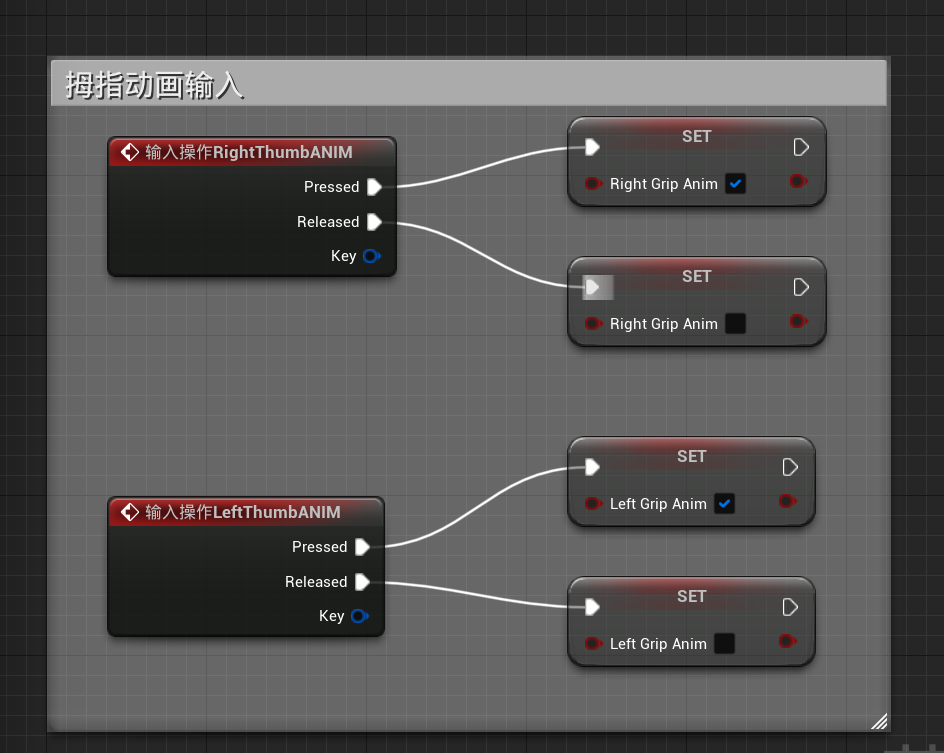 拇指动画输入
输入操作RightThumbANIM
Pressed
Released
Key
SET
Right Grip Anim
SET
Right Grip Anim
输入操作LeftThumbANIM
Pressed
Released
Key
SET
Left Grip Anim
SET
Left Grip Anim